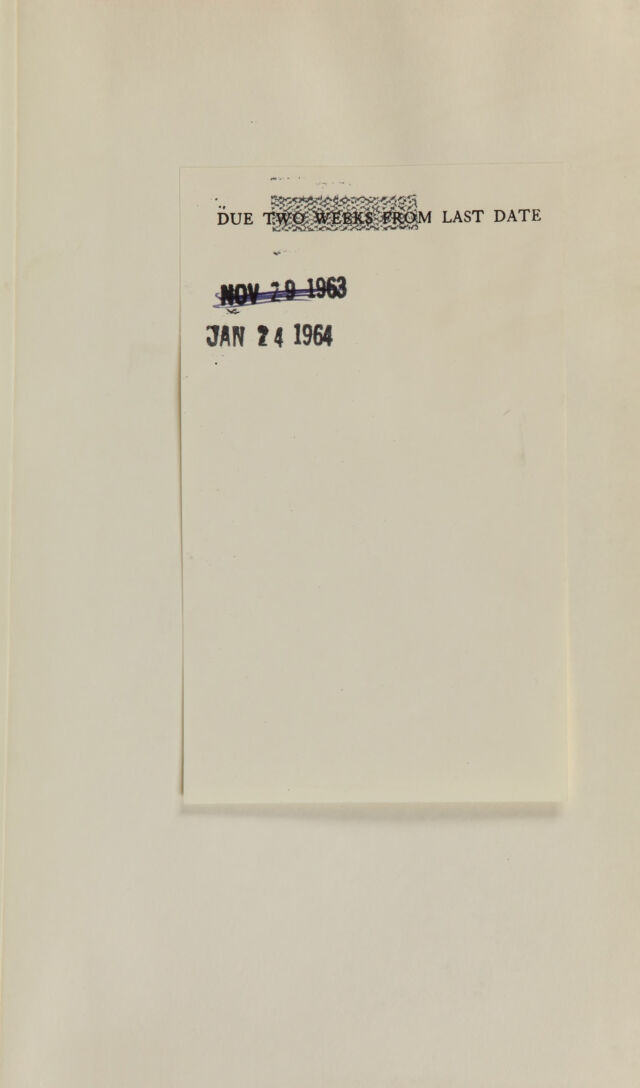 DUE TWO WEEKS FROM LAST DATE
NOV 29 1963
JAN 24 1964